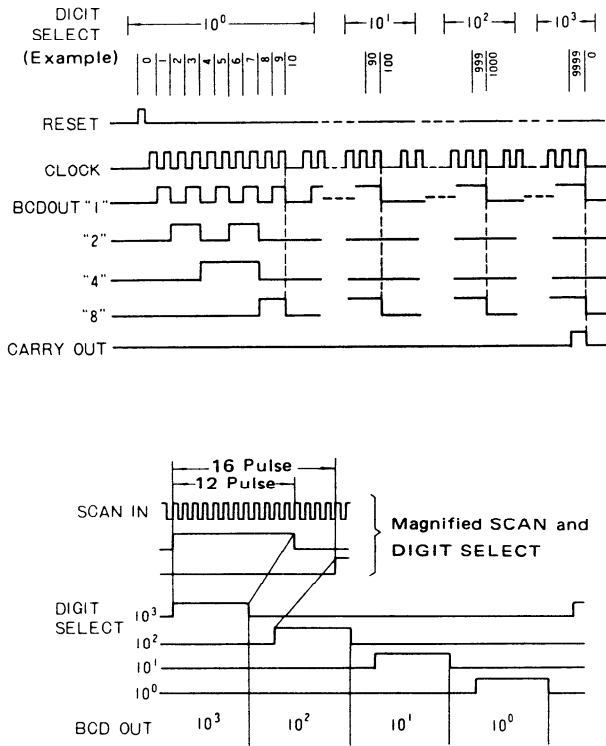 DIGIT SELECT 10⁰ 10¹ 10² 10³
(Example) 0 1 2 3 4 5 6 7 8 9 10 90 100 999 1000 9999 0
RESET
CLOCK
BCDOUT "1"
"2"
"4"
"8"
CARRY OUT
16 Pulse
12 Pulse
SCAN IN
Magnified SCAN and
DIGIT SELECT
DIGIT SELECT 10³
10²
10¹
10⁰
BCD OUT 10³ 10² 10¹ 10⁰